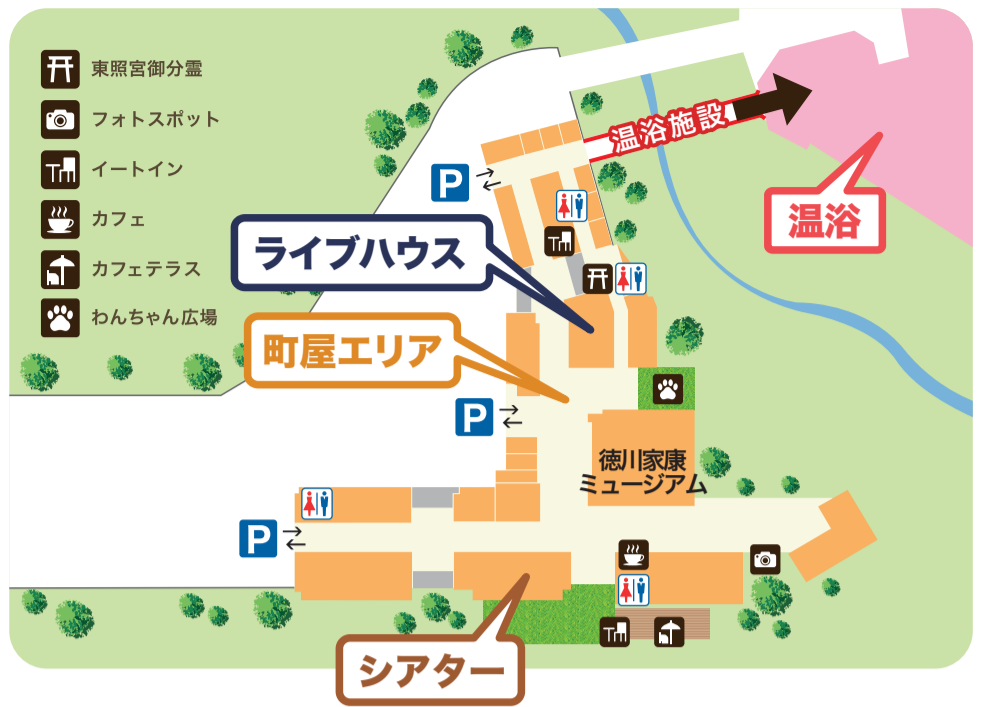 東照宮御分霊
フォトスポット
イートイン
カフェ
カフェテラス
わんちゃん広場
温浴施設
P
温浴
ライブハウス
町屋エリア
P
徳川家康
ミュージアム
P
シアター